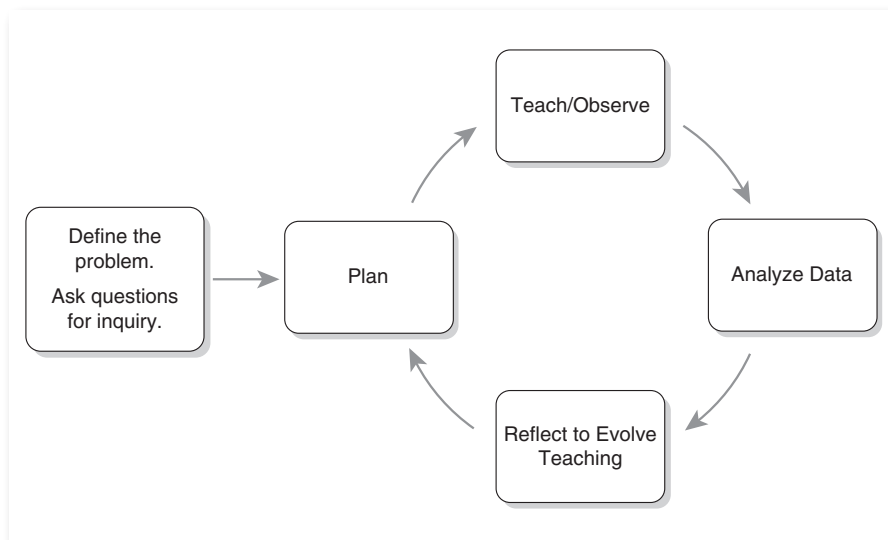 Define the
problem.
Ask questions
for inquiry.
Plan
Teach/Observe
Analyze Data
Reflect to Evolve
Teaching